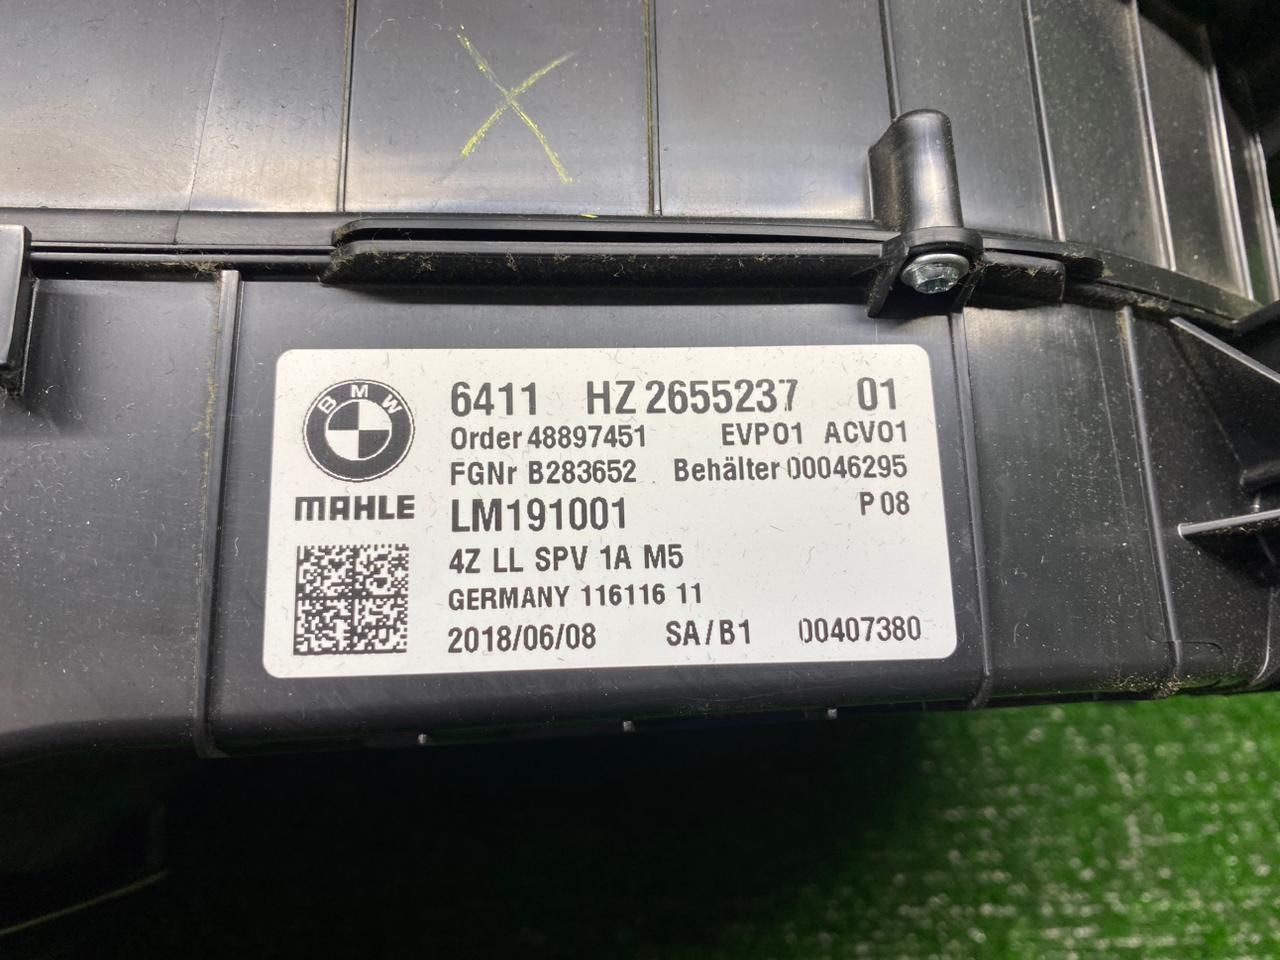 BMW
6411 HZ 2655237 01
Order 48897451 EVP01 ACV01
FGNr B283652 Behälter 00046295
MAHLE LM191001 P 08
4Z LL SPV 1A M5
GERMANY 116116 11
2018/06/08 SA/B1 00407380